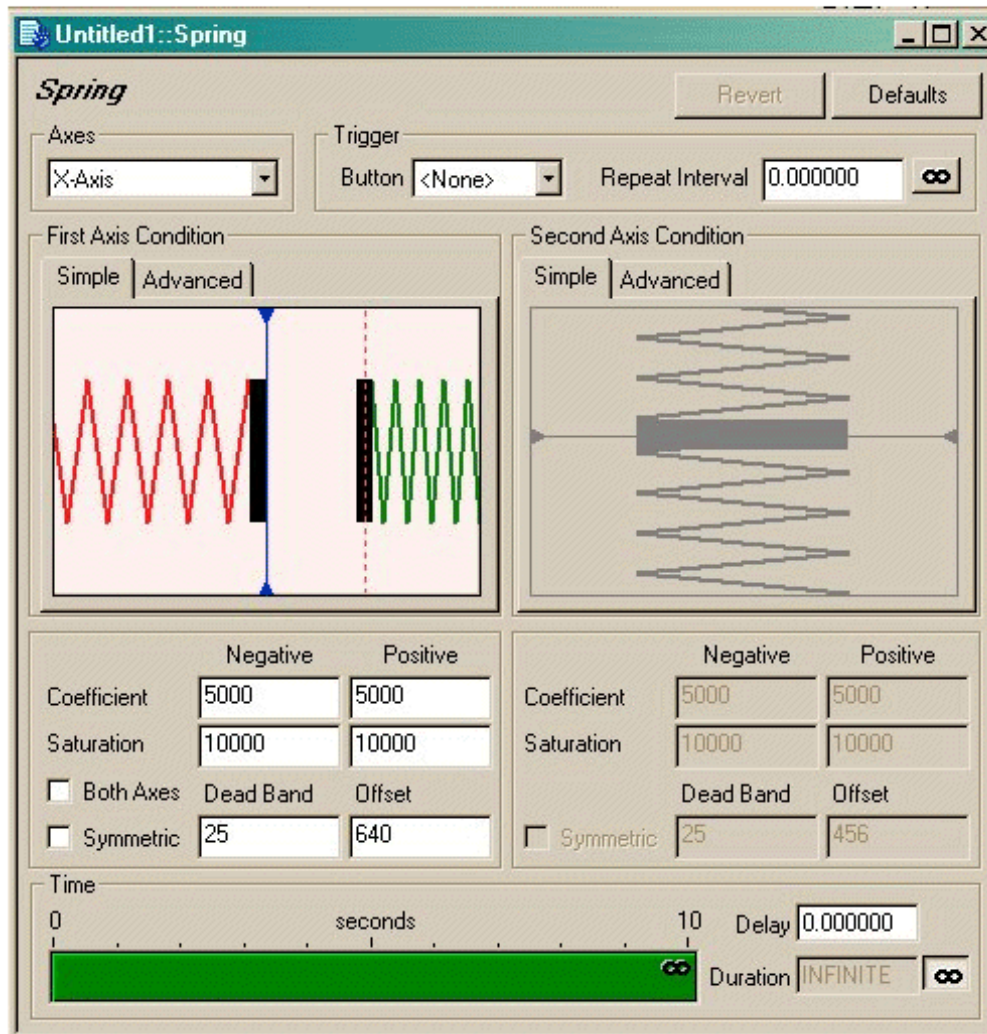 Untitled1::Spring
Spring
Revert
Defaults
Axes
X-Axis
Trigger
Button <None>
Repeat Interval 0.000000
First Axis Condition
Simple Advanced
Second Axis Condition
Simple Advanced
Negative Positive
Coefficient 5000 5000
Saturation 10000 10000
Both Axes Dead Band Offset
Symmetric 25 640
Negative Positive
Coefficient 5000 5000
Saturation 10000 10000
Dead Band Offset
Symmetric 25 456
Time
0 seconds 10
Delay 0.000000
Duration INFINITE